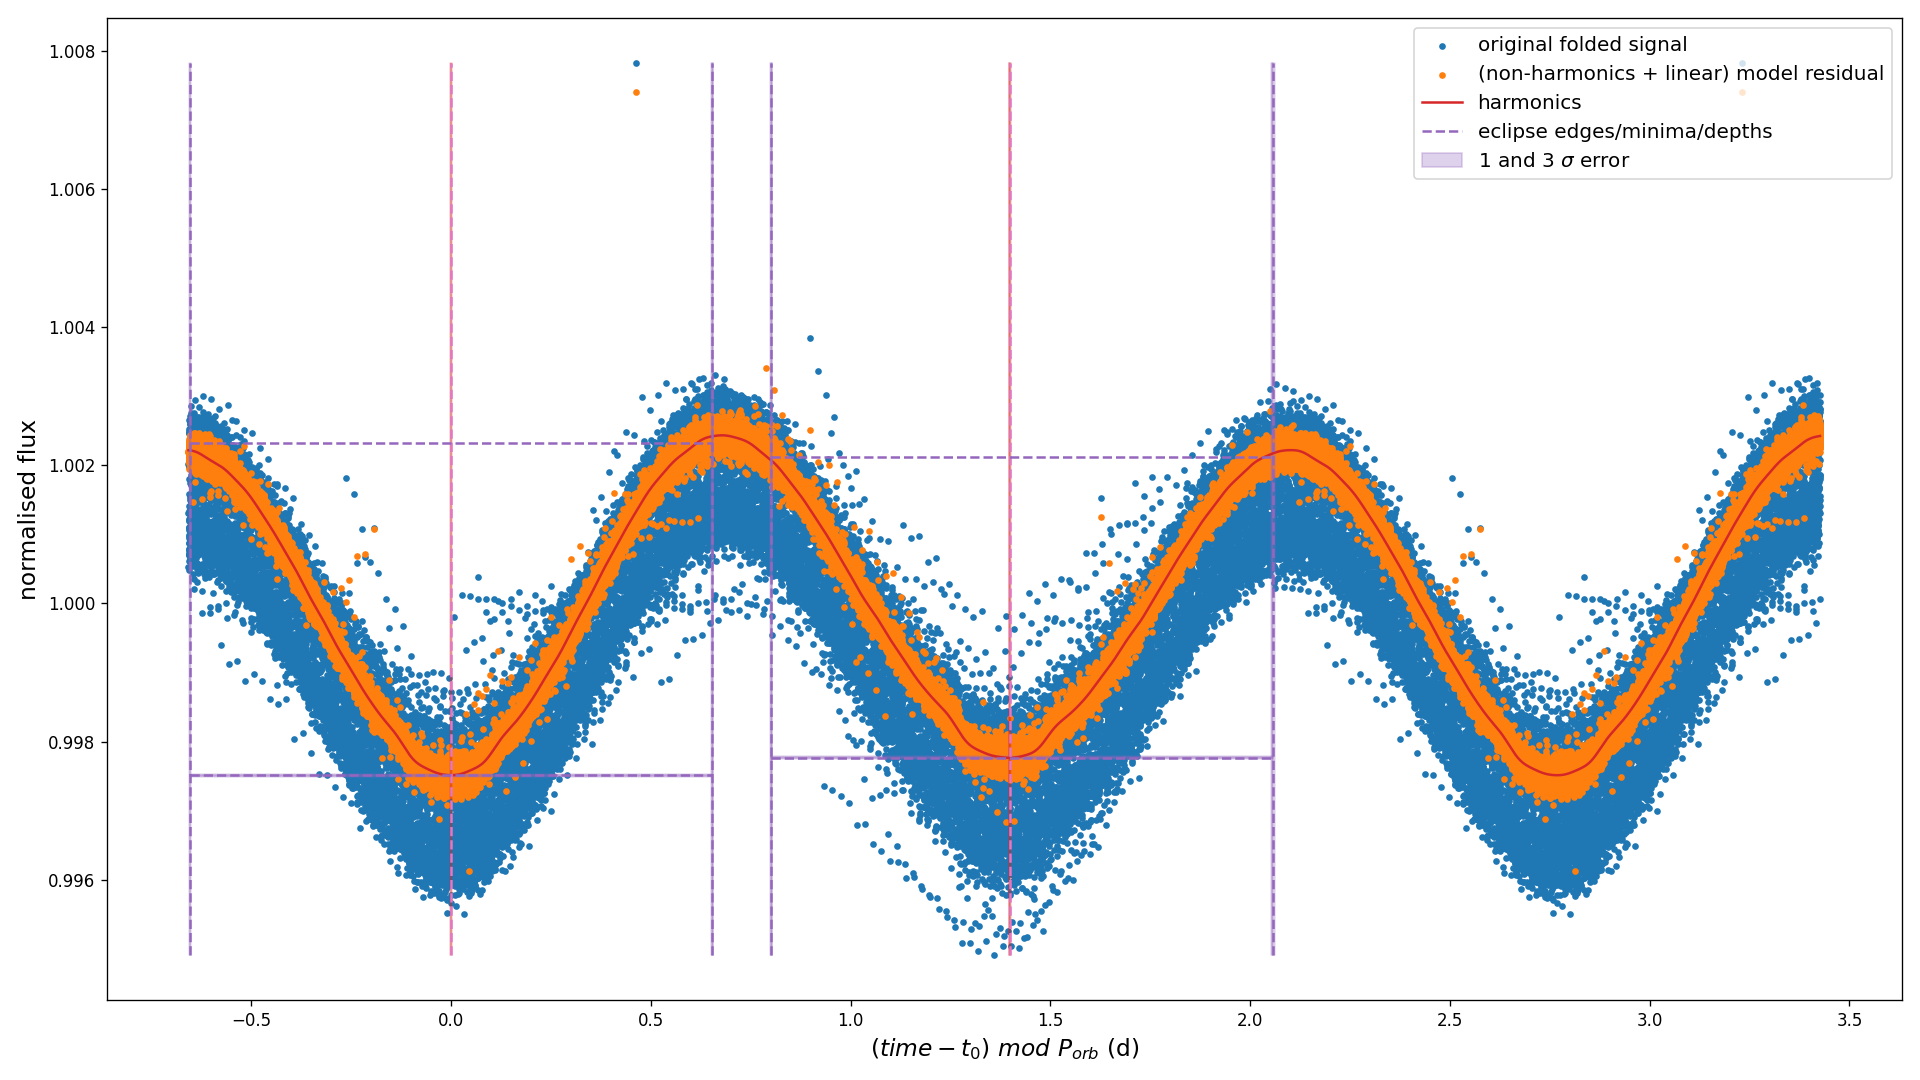 1.008
1.006
1.004
1.002
1.000
0.998
0.996
normalised flux
original folded signal
(non-harmonics + linear) model residual
harmonics
eclipse edges/minima/depths
1 and 3 σ error
−0.5 0.0 0.5 1.0 1.5 2.0 2.5 3.0 3.5
(time − t₀) mod P_orb (d)